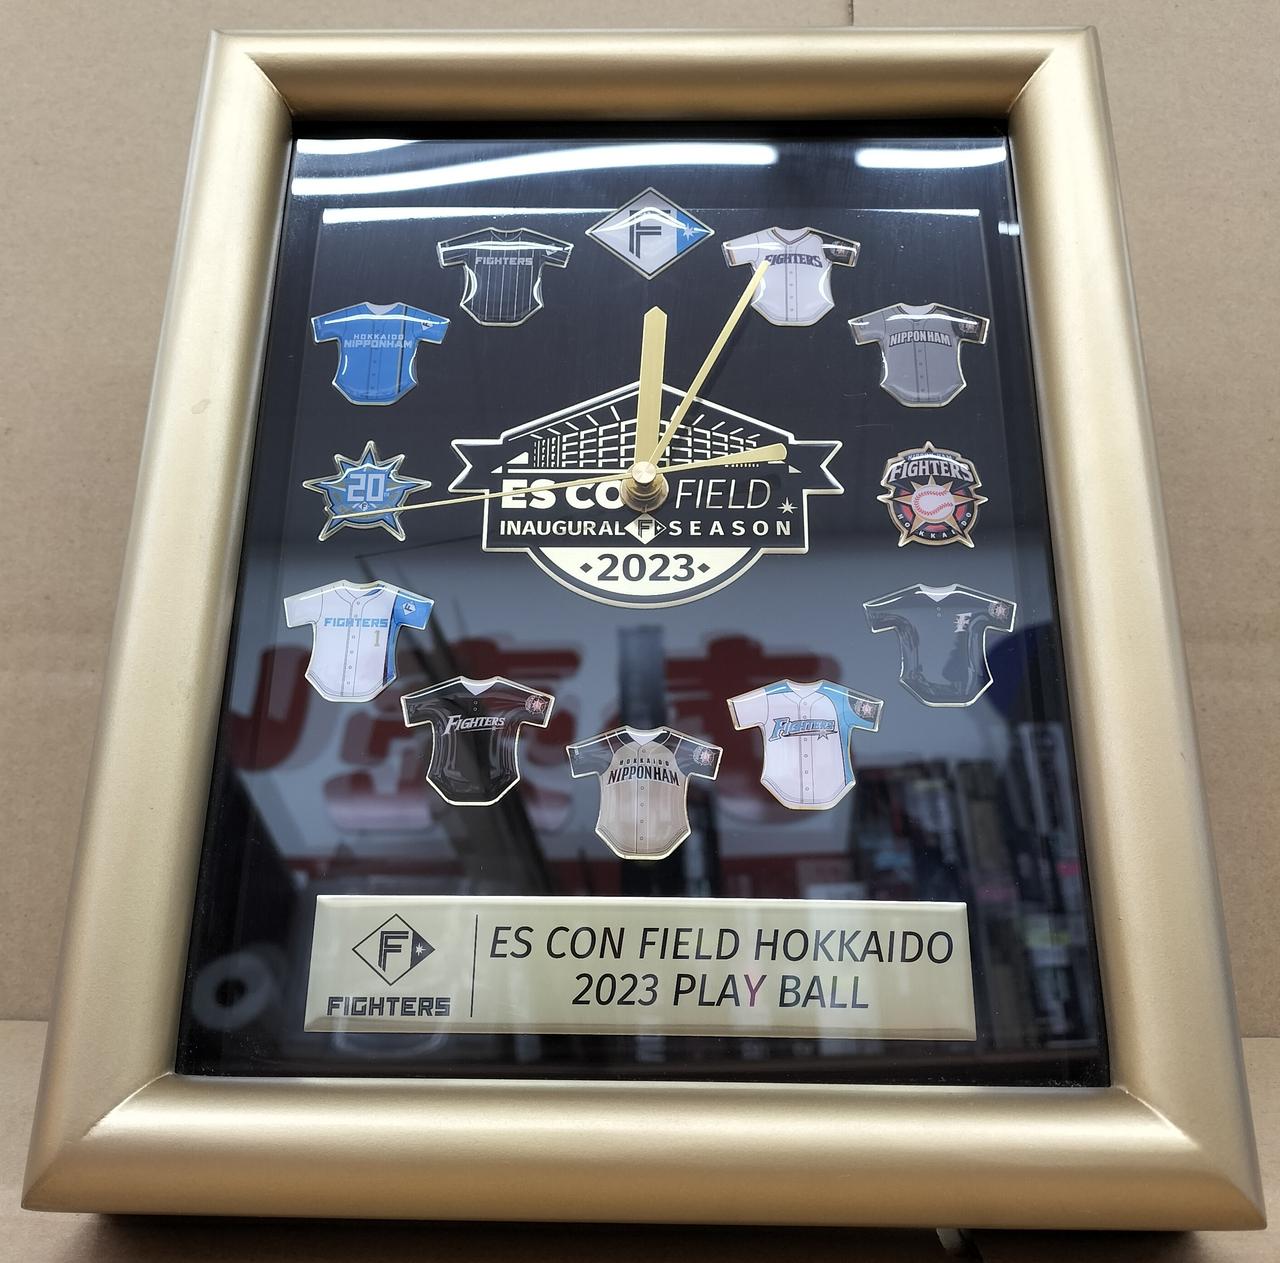 F
FIGHTERS
FIGHTERS
HOKKAIDO
NIPPONHAM
NIPPONHAM
20
FIGHTERS
HOKKAIDO
ES CO FIELD
INAUGURAL F SEASON
2023
FIGHTERS
1
F
FIGHTERS
FIGHTERS
HOKKAIDO
NIPPONHAM
F
FIGHTERS
ES CON FIELD HOKKAIDO
2023 PLAY BALL